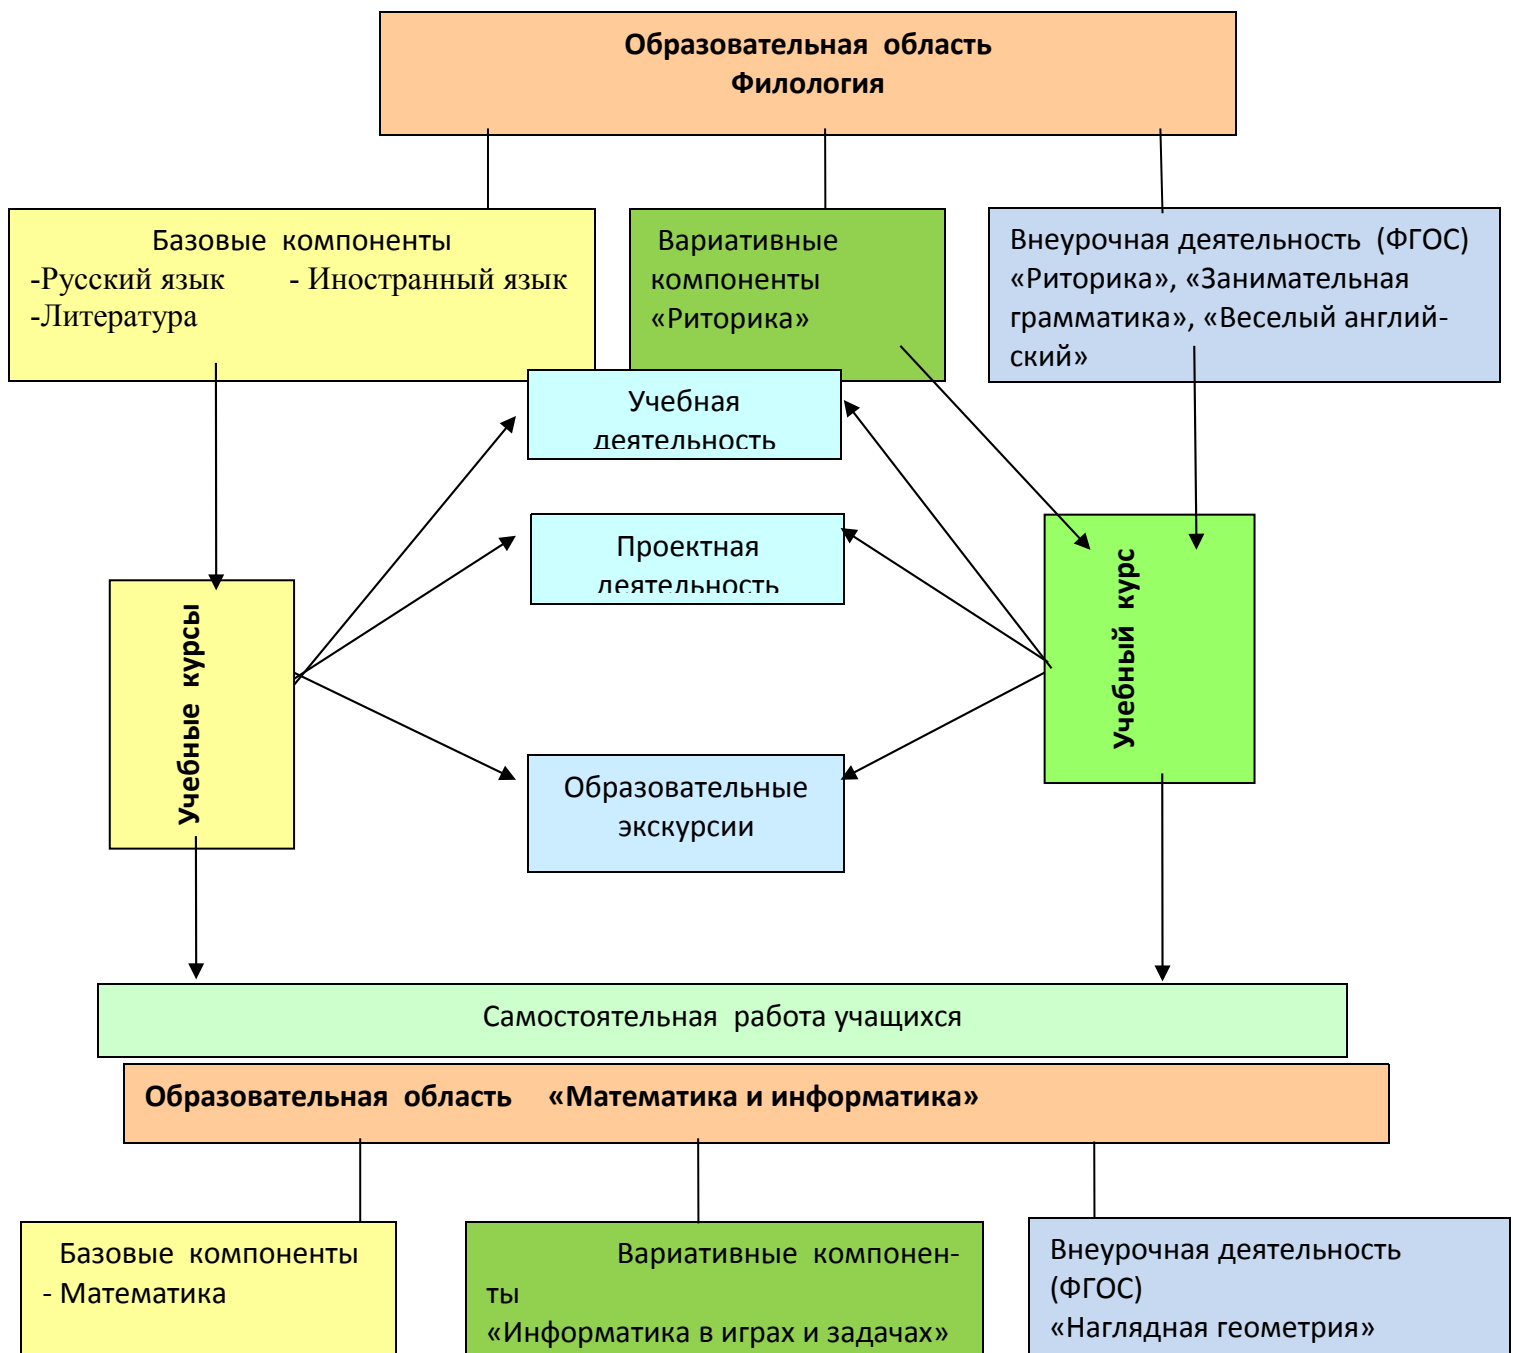 Образовательная область
Филология
Базовые компоненты
-Русский язык - Иностранный язык
-Литература
Вариативные
компоненты
«Риторика»
Внеурочная деятельность (ФГОС)
«Риторика», «Занимательная
грамматика», «Веселый англий-
ский»
Учебная
деятельность
Проектная
деятельность
Учебные курсы
Учебный курс
Образовательные
экскурсии
Самостоятельная работа учащихся
Образовательная область «Математика и информатика»
Базовые компоненты
- Математика
Вариативные компонен-
ты
«Информатика в играх и задачах»
Внеурочная деятельность
(ФГОС)
«Наглядная геометрия»